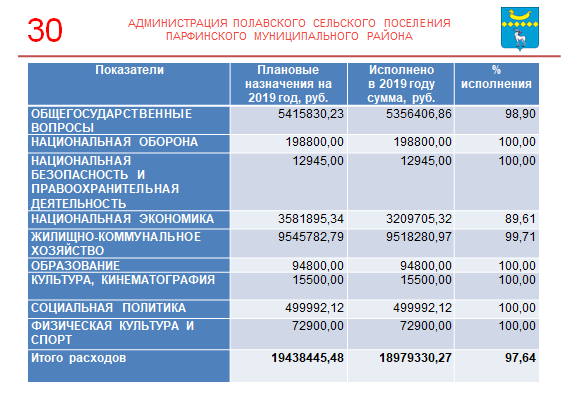 30
АДМИНИСТРАЦИЯ ПОЛАВСКОГО СЕЛЬСКОГО ПОСЕЛЕНИЯ
ПАРФИНСКОГО МУНИЦИПАЛЬНОГО РАЙОНА
Показатели Плановые назначения на 2019 год, руб. Исполнено в 2019 году сумма, руб. % исполнения
ОБЩЕГОСУДАРСТВЕННЫЕ 5415830,23 5356406,86 98,90
ВОПРОСЫ
НАЦИОНАЛЬНАЯ ОБОРОНА 198800,00 198800,00 100,00
НАЦИОНАЛЬНАЯ 12945,00 12945,00 100,00
БЕЗОПАСНОСТЬ И
ПРАВООХРАНИТЕЛЬНАЯ
ДЕЯТЕЛЬНОСТЬ
НАЦИОНАЛЬНАЯ ЭКОНОМИКА 3581895,34 3209705,32 89,61
ЖИЛИЩНО-КОММУНАЛЬНОЕ 9545782,79 9518280,97 99,71
ХОЗЯЙСТВО
ОБРАЗОВАНИЕ 94800,00 94800,00 100,00
КУЛЬТУРА, КИНЕМАТОГРАФИЯ 15500,00 15500,00 100,00
СОЦИАЛЬНАЯ ПОЛИТИКА 499992,12 499992,12 100,00
ФИЗИЧЕСКАЯ КУЛЬТУРА И 72900,00 72900,00 100,00
СПОРТ
Итого расходов 19438445,48 18979330,27 97,64